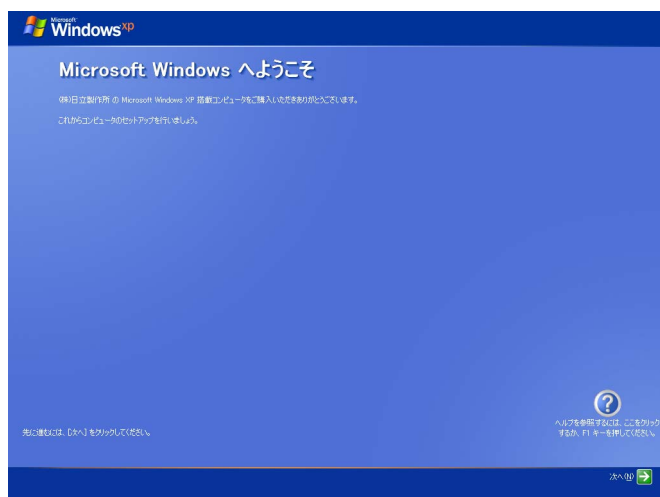 Microsoft
Windows xp
Microsoft Windows へようこそ
(株)日立製作所 の Microsoft Windows XP 搭載コンピュータをご購入いただきありがとうございます。
これからコンピュータのセットアップを行いましょう。
ヘルプを参照するには、ここをクリック
するか、F1 キーを押してください。
先に進むには、[次へ] をクリックしてください。
次へ(N)